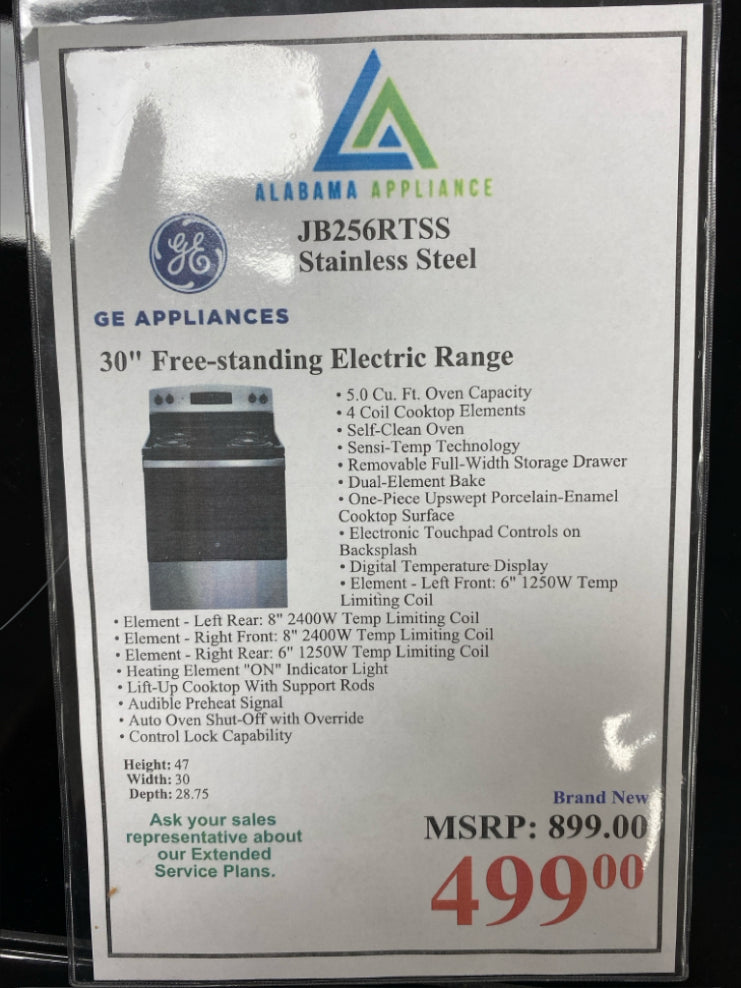 ALABAMA APPLIANCE
GE
JB256RTSS
Stainless Steel
GE APPLIANCES
30" Free-standing Electric Range
• 5.0 Cu. Ft. Oven Capacity
• 4 Coil Cooktop Elements
• Self-Clean Oven
• Sensi-Temp Technology
• Removable Full-Width Storage Drawer
• Dual-Element Bake
• One-Piece Upswept Porcelain-Enamel
Cooktop Surface
• Electronic Touchpad Controls on
Backsplash
• Digital Temperature Display
• Element - Left Front: 6" 1250W Temp
Limiting Coil
• Element - Left Rear: 8" 2400W Temp Limiting Coil
• Element - Right Front: 8" 2400W Temp Limiting Coil
• Element - Right Rear: 6" 1250W Temp Limiting Coil
• Heating Element "ON" Indicator Light
• Lift-Up Cooktop With Support Rods
• Audible Preheat Signal
• Auto Oven Shut-Off with Override
• Control Lock Capability
Height: 47
Width: 30
Depth: 28.75
Ask your sales
representative about
our Extended
Service Plans.
Brand New
MSRP: 899.00
49900